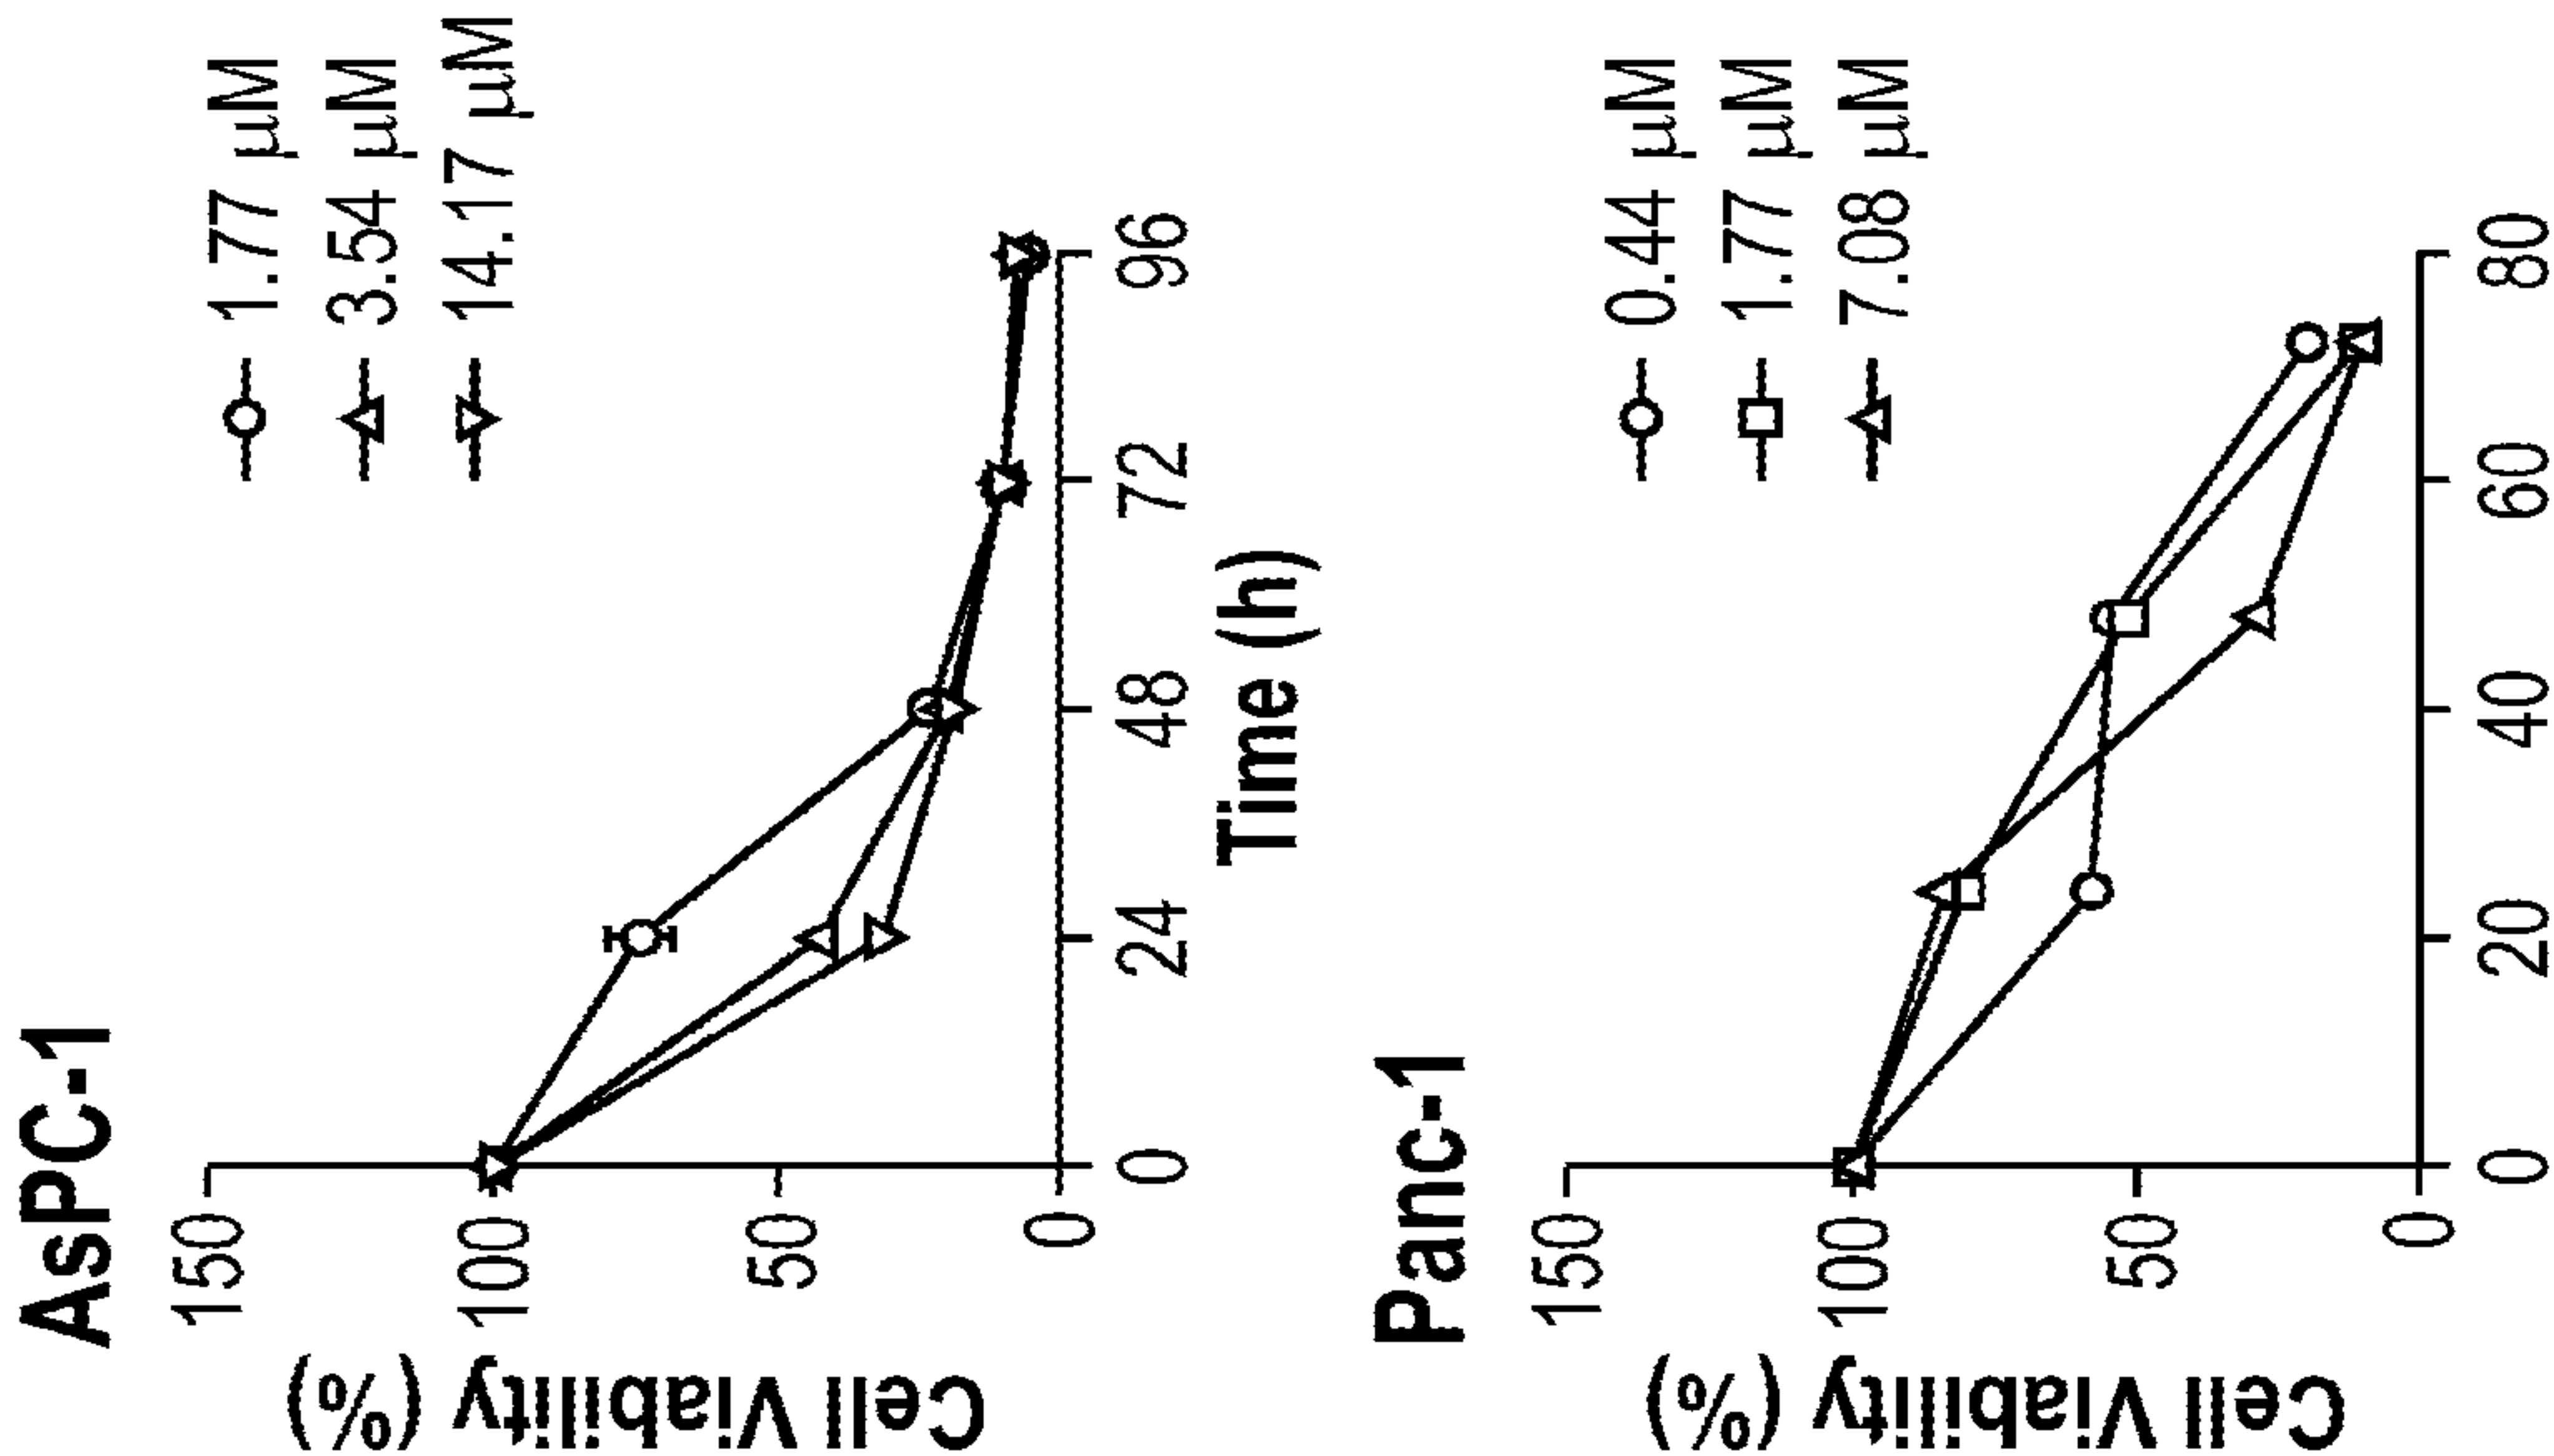 AsPC-1
Cell Viability (%)
150
100
50
0
0
24
48
72
96
Time (h)
1.77 μM
3.54 μM
14.17 μM
Panc-1
Cell Viability (%)
150
100
50
0
0
20
40
60
80
0.44 μM
1.77 μM
7.08 μM